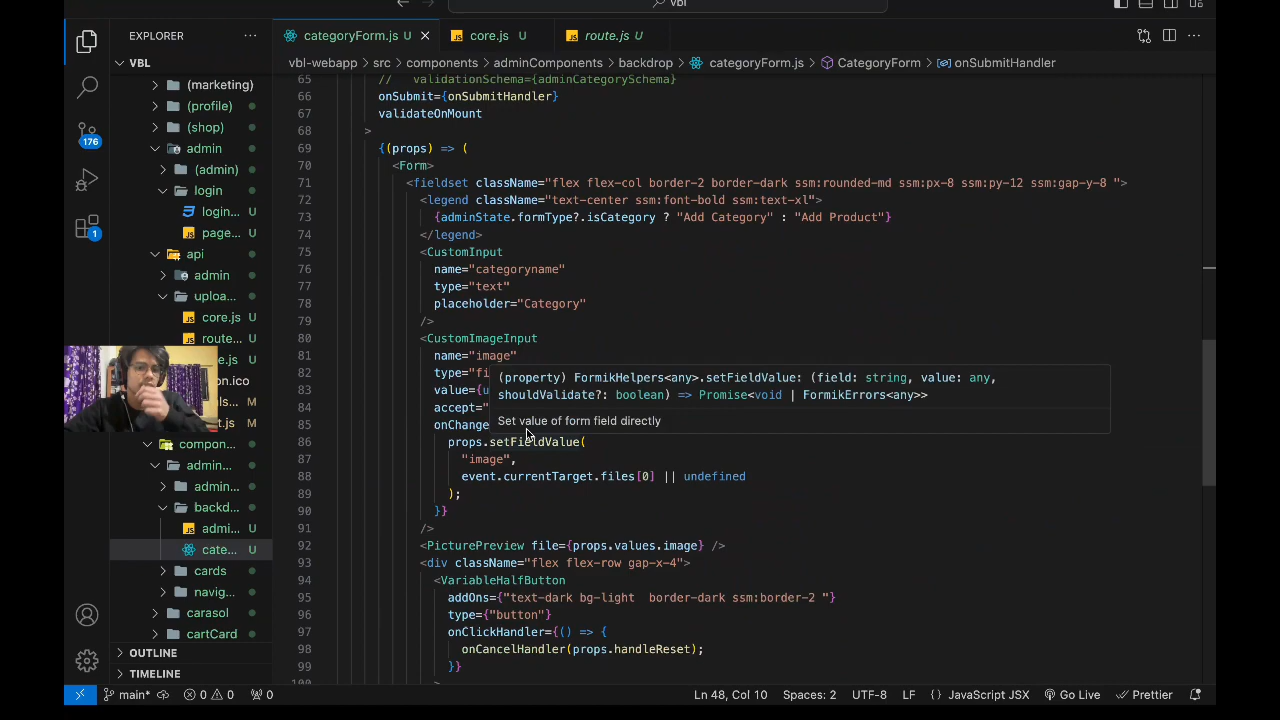 vbl
EXPLORER
categoryForm.js U
core.js U
route.js U
VBL
vbl-webapp > src > components > adminComponents > backdrop > categoryForm.js > CategoryForm > onSubmitHandler
(marketing)
(profile)
(shop)
admin
(admin)
login
login... U
page... U
api
admin
uploa...
core.js U
route... U
compon...
admin...
admin...
backd...
admi... U
cate... U
cards
navig...
carasol
cartCard
OUTLINE
TIMELINE
176
1
65 // validationSchema={adminCategorySchema}
66 onSubmit={onSubmitHandler}
67 validateOnMount
68 >
69 {(props) => (
70 <Form>
71 <fieldset className="flex flex-col border-2 border-dark ssm:rounded-md ssm:px-8 ssm:py-12 ssm:gap-y-8 ">
72 <legend className="text-center ssm:font-bold ssm:text-xl">
73 {adminState.formType?.isCategory ? "Add Category" : "Add Product"}
74 </legend>
75 <CustomInput
76 name="categoryname"
77 type="text"
78 placeholder="Category"
79 />
80 <CustomImageInput
81 name="image"
82 type="fi
83 value={u
84 accept="
85 onChange
(property) FormikHelpers<any>.setFieldValue: (field: string, value: any,
shouldValidate?: boolean) => Promise<void | FormikErrors<any>>
Set value of form field directly
86 props.setFieldValue(
87 "image",
88 event.currentTarget.files[0] || undefined
89 );
90 }}
91 />
92 <PicturePreview file={props.values.image} />
93 <div className="flex flex-row gap-x-4">
94 <VariableHalfButton
95 addOns={"text-dark bg-light  border-dark ssm:border-2 "}
96 type={"button"}
97 onClickHandler={() => {
98 onCancelHandler(props.handleReset);
99 }}
100 >
main* 0 0 0 Ln 48, Col 10 Spaces: 2 UTF-8 LF {} JavaScript JSX Go Live Prettier